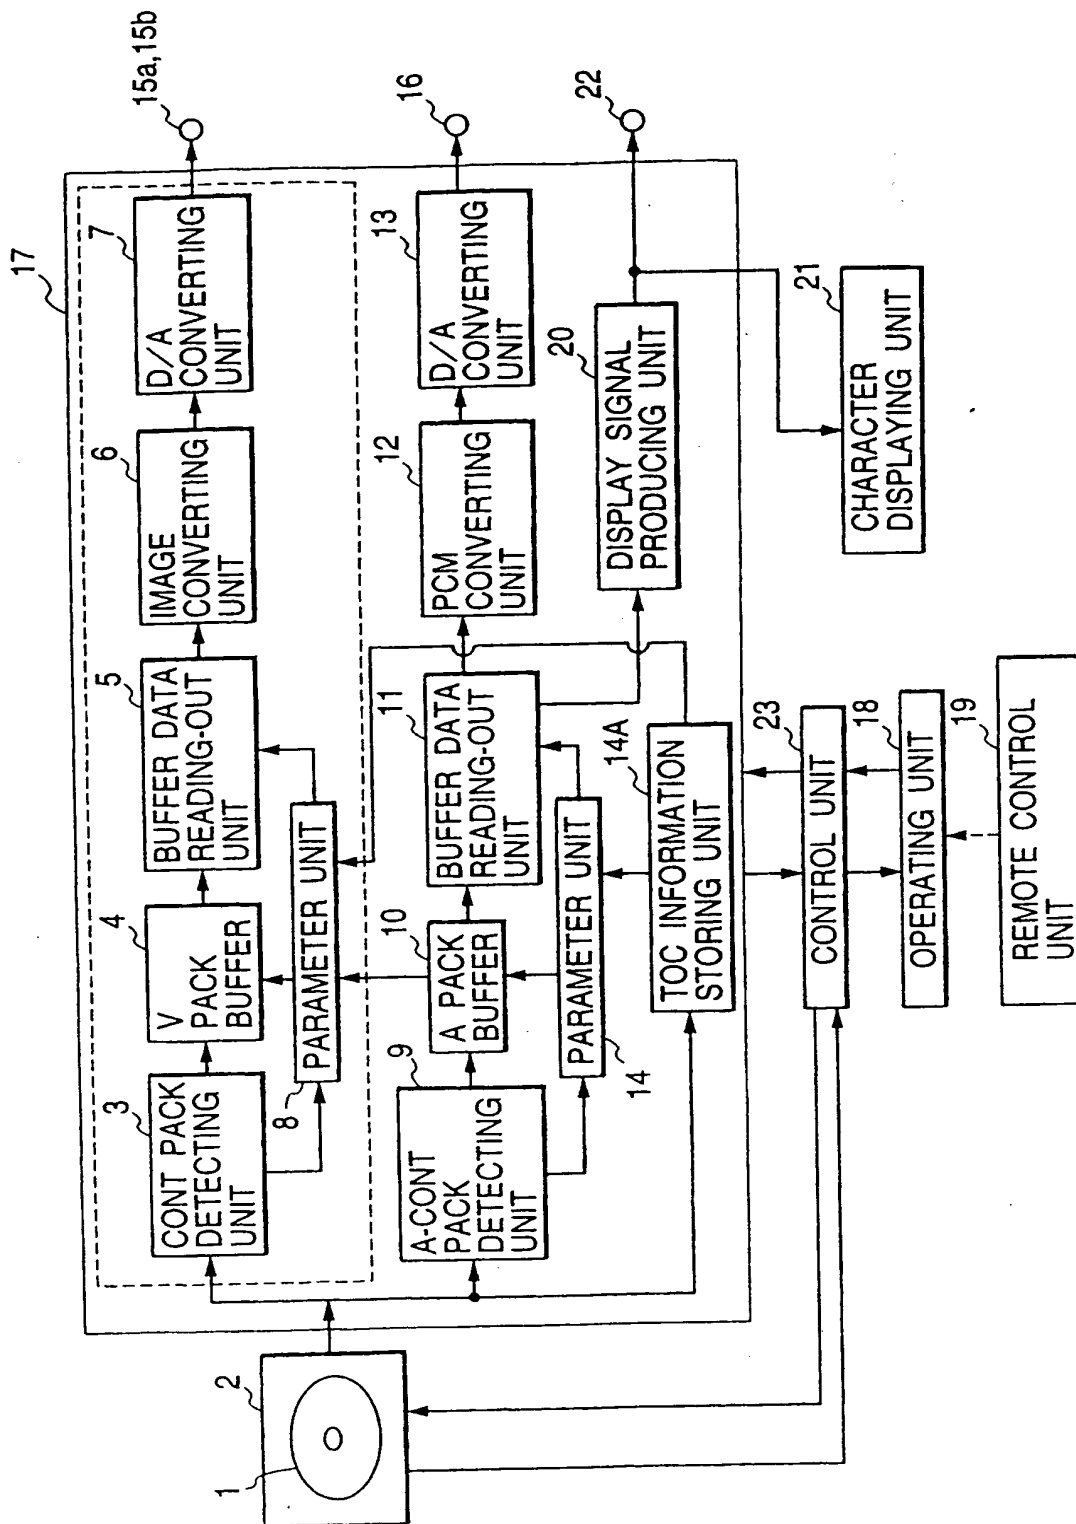 17
3
CONT PACK
DETECTING
UNIT
4
V
PACK
BUFFER
5
BUFFER DATA
READING-OUT
UNIT
6
IMAGE
CONVERTING
UNIT
7
D/A
CONVERTING
UNIT
15a,15b
8
PARAMETER UNIT
9
A-CONT
PACK
DETECTING
UNIT
10
A PACK
BUFFER
11
BUFFER DATA
READING-OUT
UNIT
12
PCM
CONVERTING
UNIT
13
D/A
CONVERTING
UNIT
16
PARAMETER UNIT
14
14A
TOC INFORMATION
STORING UNIT
20
DISPLAY SIGNAL
PRODUCING UNIT
22
2
1
23
CONTROL UNIT
21
CHARACTER
DISPLAYING UNIT
18
OPERATING UNIT
19
REMOTE CONTROL
UNIT